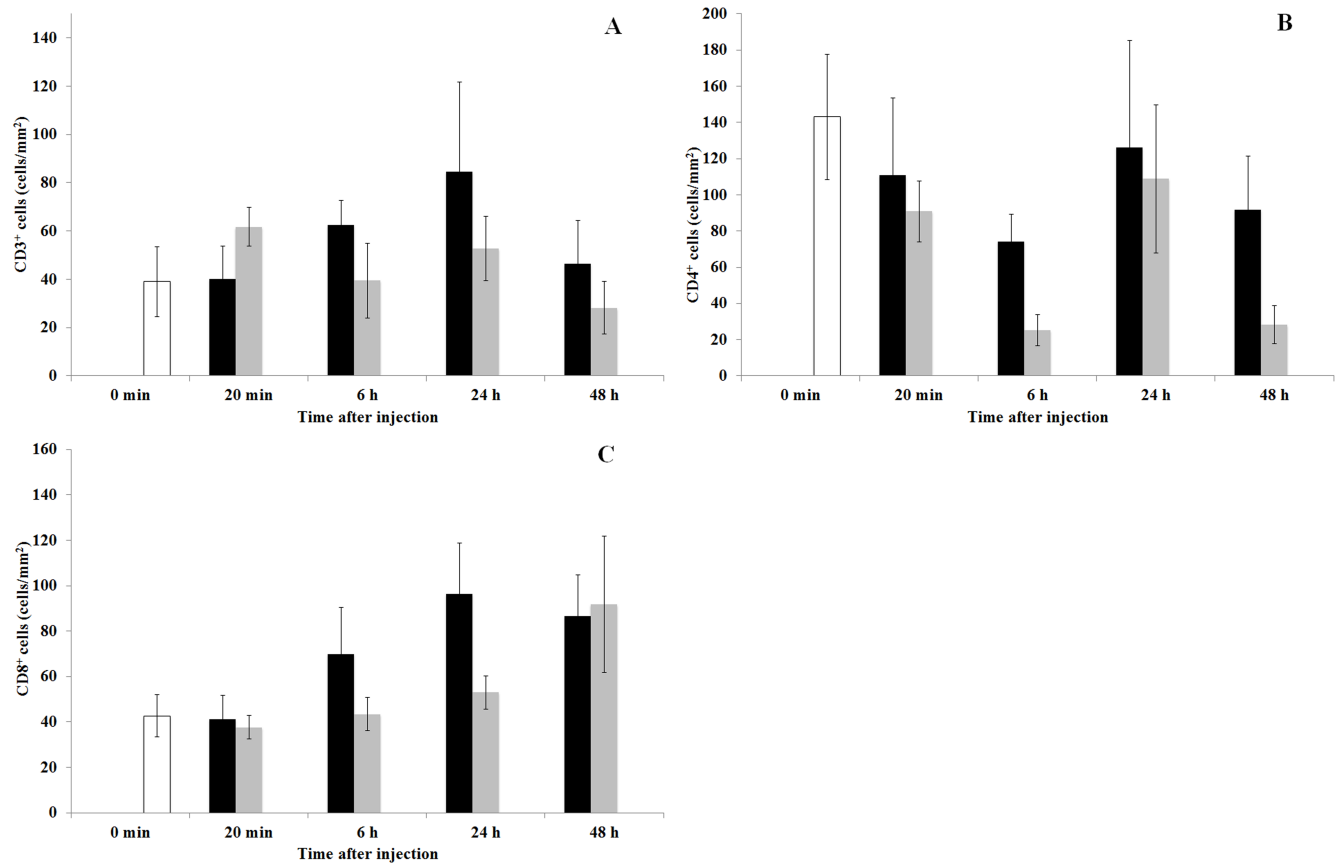 A
CD3⁺ cells (cells/mm²)
140
120
100
80
60
40
20
0
0 min 20 min 6 h 24 h 48 h
Time after injection
B
CD4⁺ cells (cells/mm²)
200
180
160
140
120
100
80
60
40
20
0
0 min 20 min 6 h 24 h 48 h
Time after injection
C
CD8⁺ cells (cells/mm²)
160
140
120
100
80
60
40
20
0
0 min 20 min 6 h 24 h 48 h
Time after injection